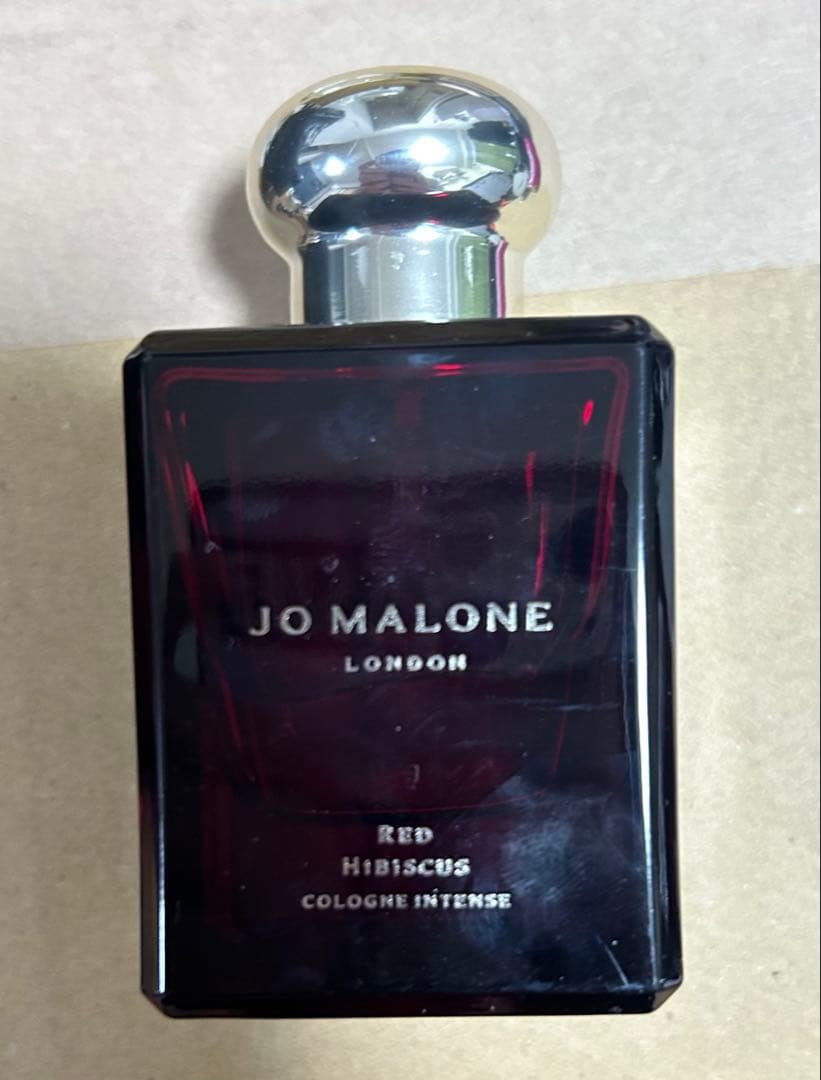 JO MALONE
LONDON
RED
HIBISCUS
COLOGNE INTENSE